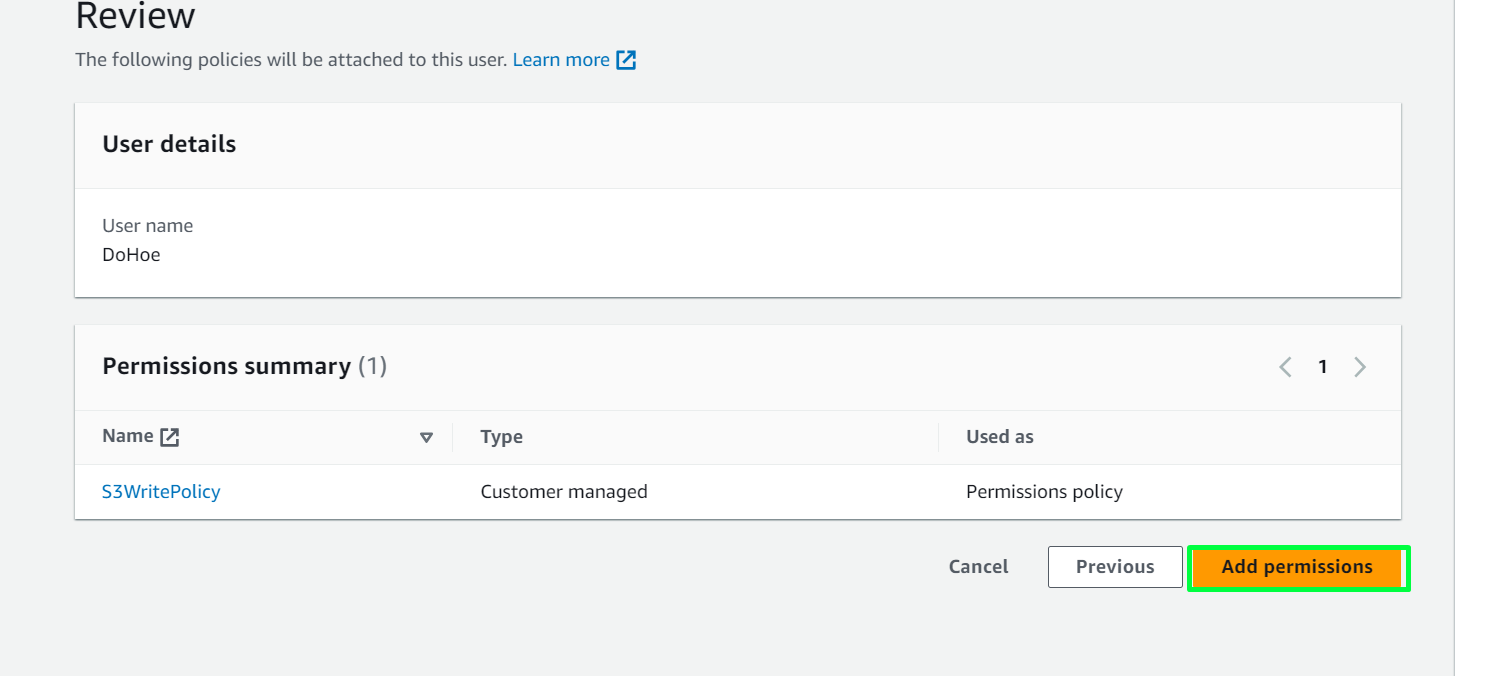 Review
The following policies will be attached to this user. Learn more
User details
User name
DoHoe
Permissions summary (1)
1
Name Type Used as
S3WritePolicy Customer managed Permissions policy
Cancel Previous Add permissions